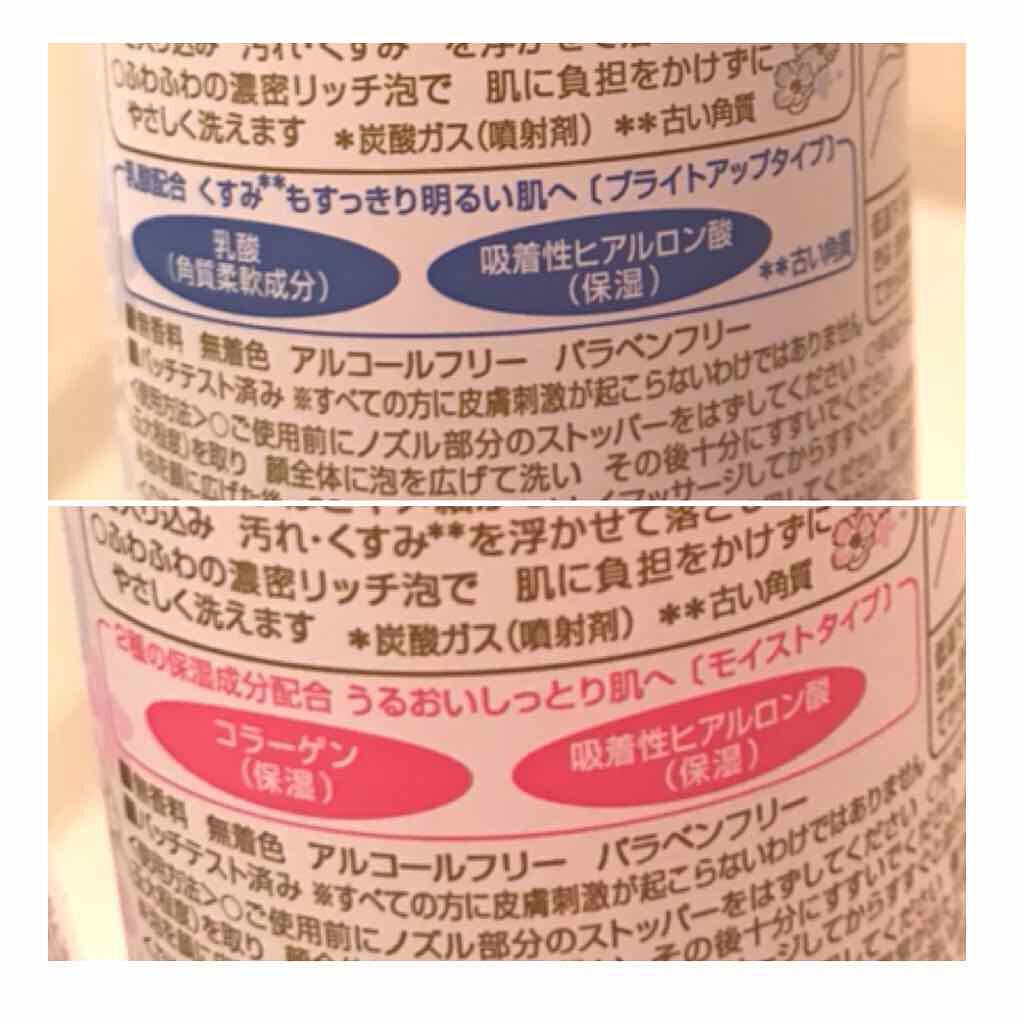 汚れ・くすみ を浮かせて
○ふわふわの濃密リッチ泡で 肌に負担をかけずに
やさしく洗えます *炭酸ガス(噴射剤) **古い角質
乳酸配合 くすみ**もすっきり明るい肌へ〔ブライトアップタイプ〕
乳酸
(角質柔軟成分)
吸着性ヒアルロン酸
(保湿)
**古い角質
■無香料 無着色 アルコールフリー パラベンフリー
■パッチテスト済み ※すべての方に皮膚刺激が起こらないわけではありません
<使用方法>○ご使用前にノズル部分のストッパーをはずしてください
を取り 顔全体に泡を広げて洗い その後十分にすすいでください
マッサージしてからすすぐと
入り込み 汚れ・くすみ**を浮かせて落とし
○ふわふわの濃密リッチ泡で 肌に負担をかけずに
やさしく洗えます *炭酸ガス(噴射剤) **古い角質
2種の保湿成分配合 うるおいしっとり肌へ〔モイストタイプ〕
コラーゲン
(保湿)
吸着性ヒアルロン酸
(保湿)
■無香料 無着色 アルコールフリー パラベンフリー
■パッチテスト済み ※すべての方に皮膚刺激が起こらないわけではありません
<使用方法>○ご使用前にノズル部分のストッパーをはずしてください
を取り その後十分にすすいでください